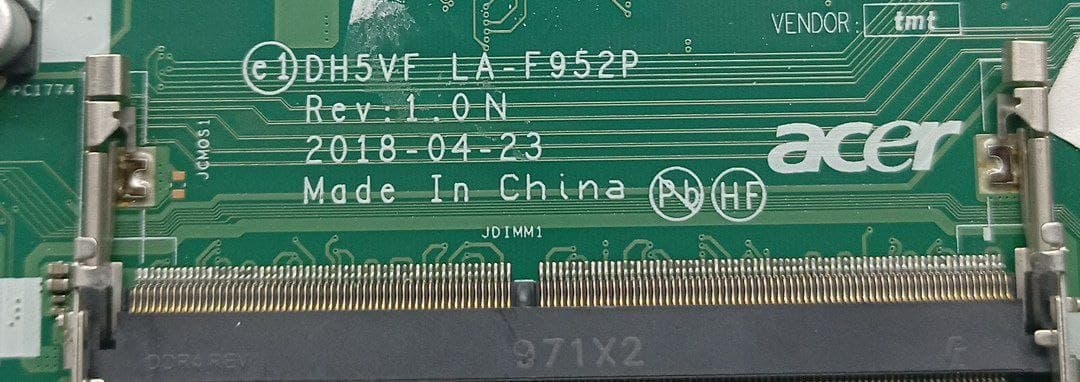 VENDOR: tmt
e1 DH5VF LA-F952P
PC1774
Rev:1.0N
JCMOS1
2018-04-23
acer
Made In China Pb HF
JDIMM1
971X2
DDR4 REV